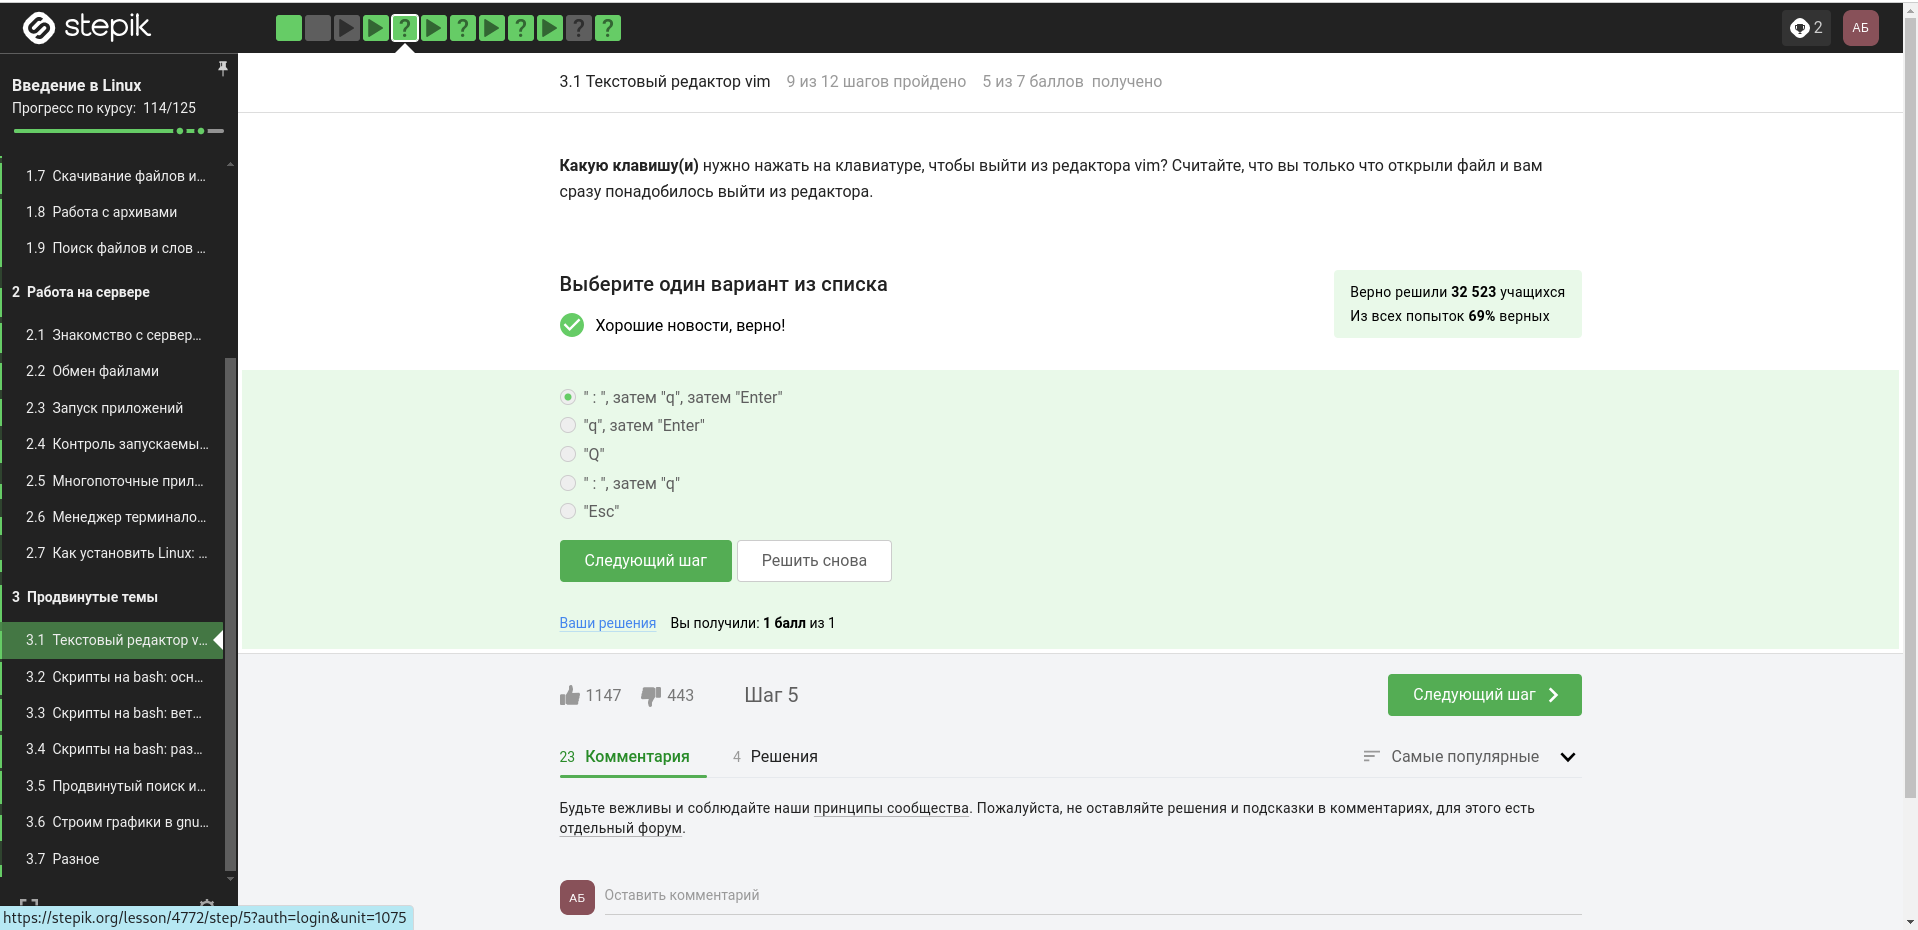 stepik
?
?
?
?
?
2
АБ
Введение в Linux
Прогресс по курсу: 114/125
1.7 Скачивание файлов и...
1.8 Работа с архивами
1.9 Поиск файлов и слов ...
2 Работа на сервере
2.1 Знакомство с сервер...
2.2 Обмен файлами
2.3 Запуск приложений
2.4 Контроль запускаемы...
2.5 Многопоточные прил...
2.6 Менеджер терминало...
2.7 Как установить Linux: ...
3 Продвинутые темы
3.1 Текстовый редактор v...
3.2 Скрипты на bash: осн...
3.3 Скрипты на bash: вет...
3.4 Скрипты на bash: раз...
3.5 Продвинутый поиск и...
3.6 Строим графики в gnu...
3.7 Разное
3.1 Текстовый редактор vim 9 из 12 шагов пройдено 5 из 7 баллов получено
Какую клавишу(и) нужно нажать на клавиатуре, чтобы выйти из редактора vim? Считайте, что вы только что открыли файл и вам
сразу понадобилось выйти из редактора.
Выберите один вариант из списка
Хорошие новости, верно!
Верно решили 32 523 учащихся
Из всех попыток 69% верных
" : ", затем "q", затем "Enter"
"q", затем "Enter"
"Q"
" : ", затем "q"
"Esc"
Следующий шаг
Решить снова
Ваши решения Вы получили: 1 балл из 1
1147 443 Шаг 5
Следующий шаг
23 Комментария 4 Решения
Самые популярные
Будьте вежливы и соблюдайте наши принципы сообщества. Пожалуйста, не оставляйте решения и подсказки в комментариях, для этого есть
отдельный форум.
АБ
Оставить комментарий
https://stepik.org/lesson/4772/step/5?auth=login&unit=1075